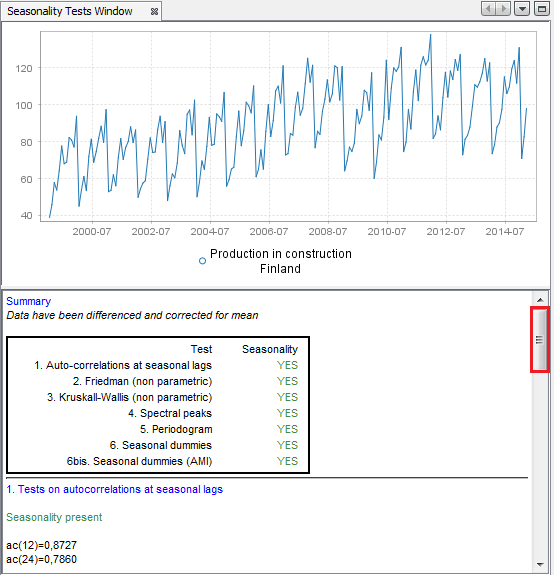 Seasonality Tests Window
120
100
80
60
40
2000-07 2002-07 2004-07 2006-07 2008-07 2010-07 2012-07 2014-07
Production in construction
Finland
Summary
Data have been differenced and corrected for mean
Test Seasonality
1. Auto-correlations at seasonal lags YES
2. Friedman (non parametric) YES
3. Kruskall-Wallis (non parametric) YES
4. Spectral peaks YES
5. Periodogram YES
6. Seasonal dummies YES
6bis. Seasonal dummies (AMI) YES
1. Tests on autocorrelations at seasonal lags
Seasonality present
ac(12)=0,8727
ac(24)=0,7860